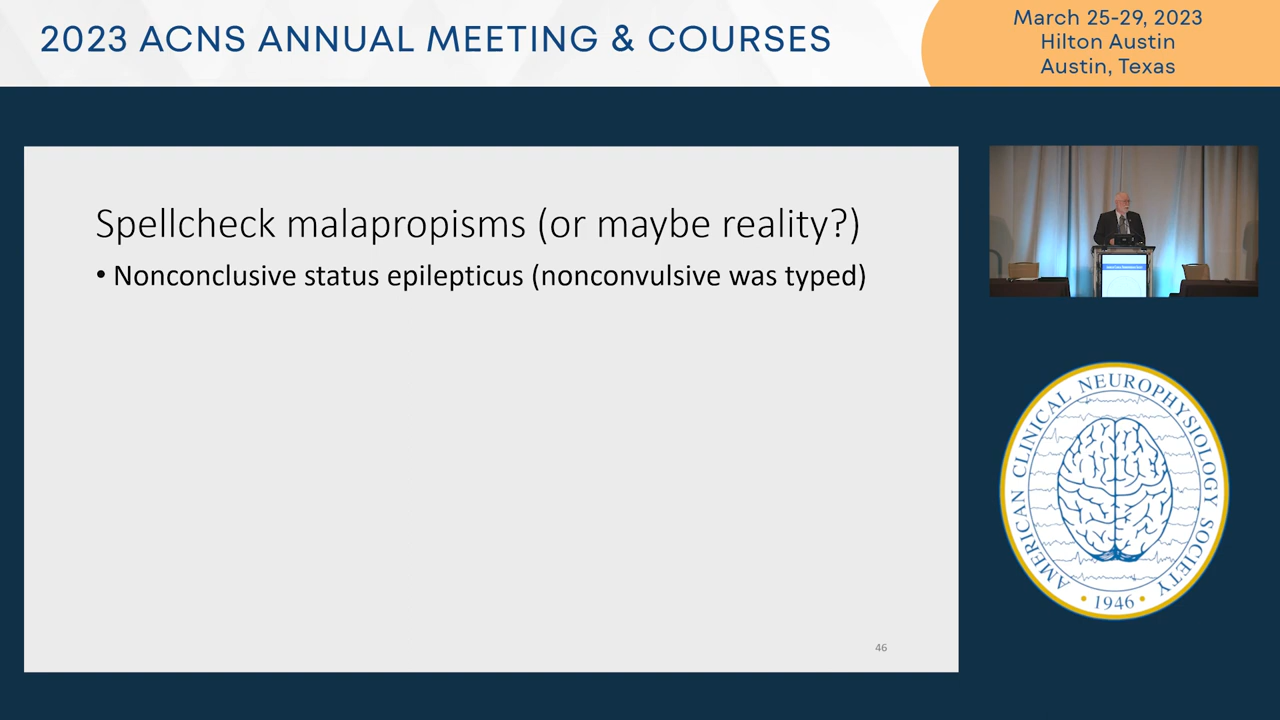 2023 ACNS ANNUAL MEETING & COURSES
March 25-29, 2023
Hilton Austin
Austin, Texas
Spellcheck malapropisms (or maybe reality?)
• Nonconclusive status epilepticus (nonconvulsive was typed)
46
AMERICAN CLINICAL NEUROPHYSIOLOGY SOCIETY
• 1946 •